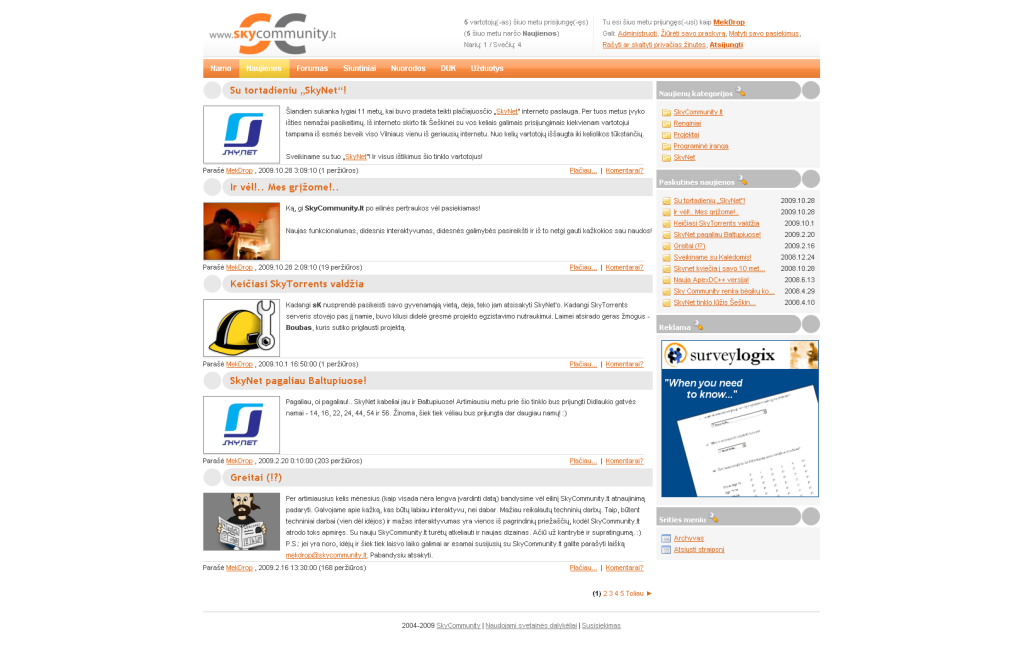 www.skycommunity.lt
5 vartotojų(-as) šiuo metu prisijungę(-ęs)
(5 šiuo metu naršo Naujienos)
Narių: 1 / Svečių: 4
Tu esi šiuo metu prijungęs(-usi) kaip MekDrop.
Gali: Administruoti, Žiūrėti savo praskyrą, Matyti savo pasiekimus,
Rašyti ar skaityti privačias žinutes, Atsijungti.
Namo Naujienos Forumas Siuntiniai Nuorodos DUK Užduotys
Su tortadieniu „SkyNet“!
Šiandien sukanka lygiai 11 metų, kai buvo pradėta teikti plačiajuosčio „SkyNet“ interneto paslauga. Per tuos metus įvyko
išties nemažai pasikeitimų. Iš interneto skirto tik Šeškinei su vos keliais galimais prisijungimais kiekvienam vartotojui
tampama iš esmės beveik viso Vilniaus vienu iš geriausių internetu. Nuo kelių vartotojų iššaugta iki keliolikos tūkstančių.
Sveikiname su tuo „SkyNet“! Ir visus ištikimus šio tinklo vartotojus!
Parašė MekDrop , 2009.10.28 3:09:10 (1 peržiūros) Plačiau... | Komentarai?
Ir vėl!.. Mes grįžome!..
Ką, gi SkyCommunity.lt po eilinės pertraukos vėl pasiekiamas!
Naujas funkcionalumas, didesnis interaktyvumas, didesnės galimybės pasireikšti ir iš to netgi gauti kažkokios sau naudos!
Parašė MekDrop , 2009.10.28 2:09:10 (19 peržiūros) Plačiau... | Komentarai?
Keičiasi SkyTorrents valdžia
Kadangi sK nusprendė pasikeisti savo gyvenamąją vietą, deja, teko jam atsisakyti SkyNet'o. Kadangi SkyTorrents
serveris stovėjo pas jį namie, buvo kilusi didelė grėsmė projekto egzistavimo nutraukimui. Laimei atsirado geras žmogus -
Boubas, kuris sutiko priglausti projektą.
Parašė MekDrop , 2009.10.1 16:50:00 (1 peržiūros) Plačiau... | Komentarai?
SkyNet pagaliau Baltupiuose!
Pagaliau, oi pagaliau!.. SkyNet kabeliai jau ir Baltupiuose! Artimiausiu metu prie šio tinklo bus prijungti Didlaukio gatvės
namai - 14, 16, 22, 24, 44, 54 ir 56. Žinoma, šiek tiek vėliau bus prijungta dar daugiau namų! :)
Parašė MekDrop , 2009.2.20 0:10:00 (203 peržiūros) Plačiau... | Komentarai?
Greitai (!?)
Per artimiausius kelis mėnesius (kaip visada nėra lengva įvardinti datą) bandysime vėl eilinį SkyCommunity.lt atnaujinimą
padaryti. Galvojame apie kažką, kas būtų labiau interaktyvu, nei dabar. Mažiau reikalautų techninių darbų. Taip, būtent
techniniai darbai (vien dėl idėjos) ir mažas interaktyvumas yra vienos iš pagrindinių priežaščių, kodėl SkyCommunity.lt
atrodo toks apmiręs. Su nauju SkyCommunity.lt turėtų atkeliauti ir naujas dizainas. Ačiū už kantrybę ir supratingumą. :)
P.S.: jei yra noro, idėjų ir šiek tiek laisvo laiko galimai ar esamai susijusių su SkyCommunity.lt galite parašyti laišką
mekdrop@skycommunity.lt. Pabandysiu atsakyti.
Parašė MekDrop , 2009.2.16 13:30:00 (168 peržiūros) Plačiau... | Komentarai?
(1) 2 3 4 5 Toliau ►
Naujienų kategorijos
SkyCommunity.lt
Renginiai
Projektai
Programinė įranga
SkyNet
Paskutinės naujienos
Su tortadieniu „SkyNet“! 2009.10.28
Ir vėl!.. Mes grįžome!.. 2009.10.28
Keičiasi SkyTorrents valdžia 2009.10.1
SkyNet pagaliau Baltupiuose! 2009.2.20
Greitai (!?) 2009.2.16
Sveikiname su Kalėdomis! 2008.12.24
Skynet kviečia į savo 10 met... 2008.10.28
Nauja ApexDC++ versija! 2008.6.13
Sky Community renka bėgikų ko... 2008.4.29
SkyNet tinklo lūžis Šeškin... 2008.4.10
Reklama
surveylogix
"When you need
to know..."
Srities meniu
Archyvas
Atsiųsti straipsnį
2004-2009 SkyCommunity | Naudojami svetainės dalykėliai | Susisiekimas